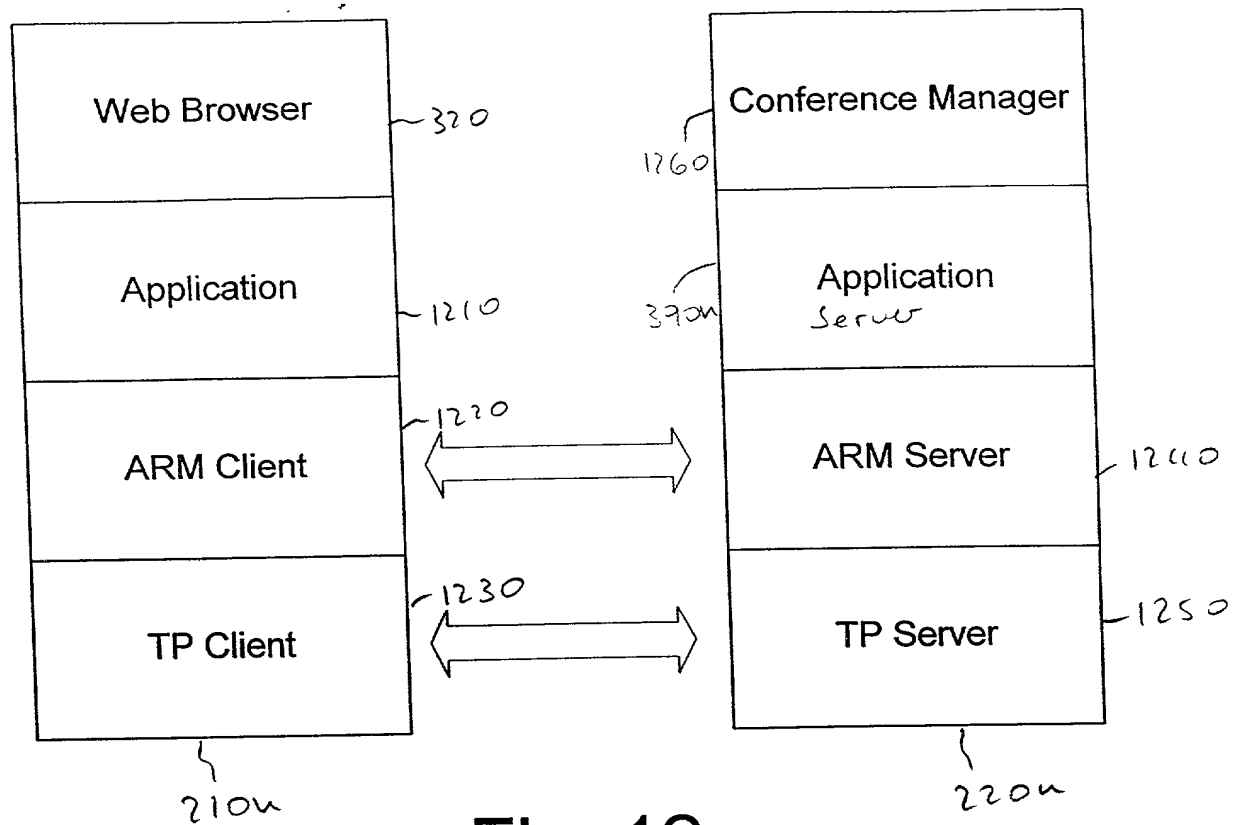 Web Browser
320
Application
1210
ARM Client
1220
TP Client
1230
210n
Conference Manager
1260
Application
Server
390n
ARM Server
1240
TP Server
1250
220n